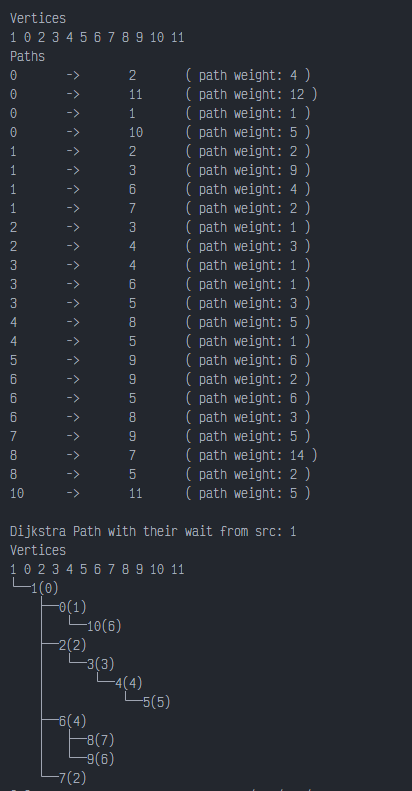 Vertices
1 0 2 3 4 5 6 7 8 9 10 11
Paths
0 -> 2 ( path weight: 4 )
0 -> 11 ( path weight: 12 )
0 -> 1 ( path weight: 1 )
0 -> 10 ( path weight: 5 )
1 -> 2 ( path weight: 2 )
1 -> 3 ( path weight: 9 )
1 -> 6 ( path weight: 4 )
1 -> 7 ( path weight: 2 )
2 -> 3 ( path weight: 1 )
2 -> 4 ( path weight: 3 )
3 -> 4 ( path weight: 1 )
3 -> 6 ( path weight: 1 )
3 -> 5 ( path weight: 3 )
4 -> 8 ( path weight: 5 )
4 -> 5 ( path weight: 1 )
5 -> 9 ( path weight: 6 )
6 -> 9 ( path weight: 2 )
6 -> 5 ( path weight: 6 )
6 -> 8 ( path weight: 3 )
7 -> 9 ( path weight: 5 )
8 -> 7 ( path weight: 14 )
8 -> 5 ( path weight: 2 )
10 -> 11 ( path weight: 5 )
Dijkstra Path with their wait from src: 1
Vertices
1 0 2 3 4 5 6 7 8 9 10 11
└──1(0)
├──0(1)
└──10(6)
├──2(2)
└──3(3)
└──4(4)
└──5(5)
├──6(4)
├──8(7)
└──9(6)
└──7(2)